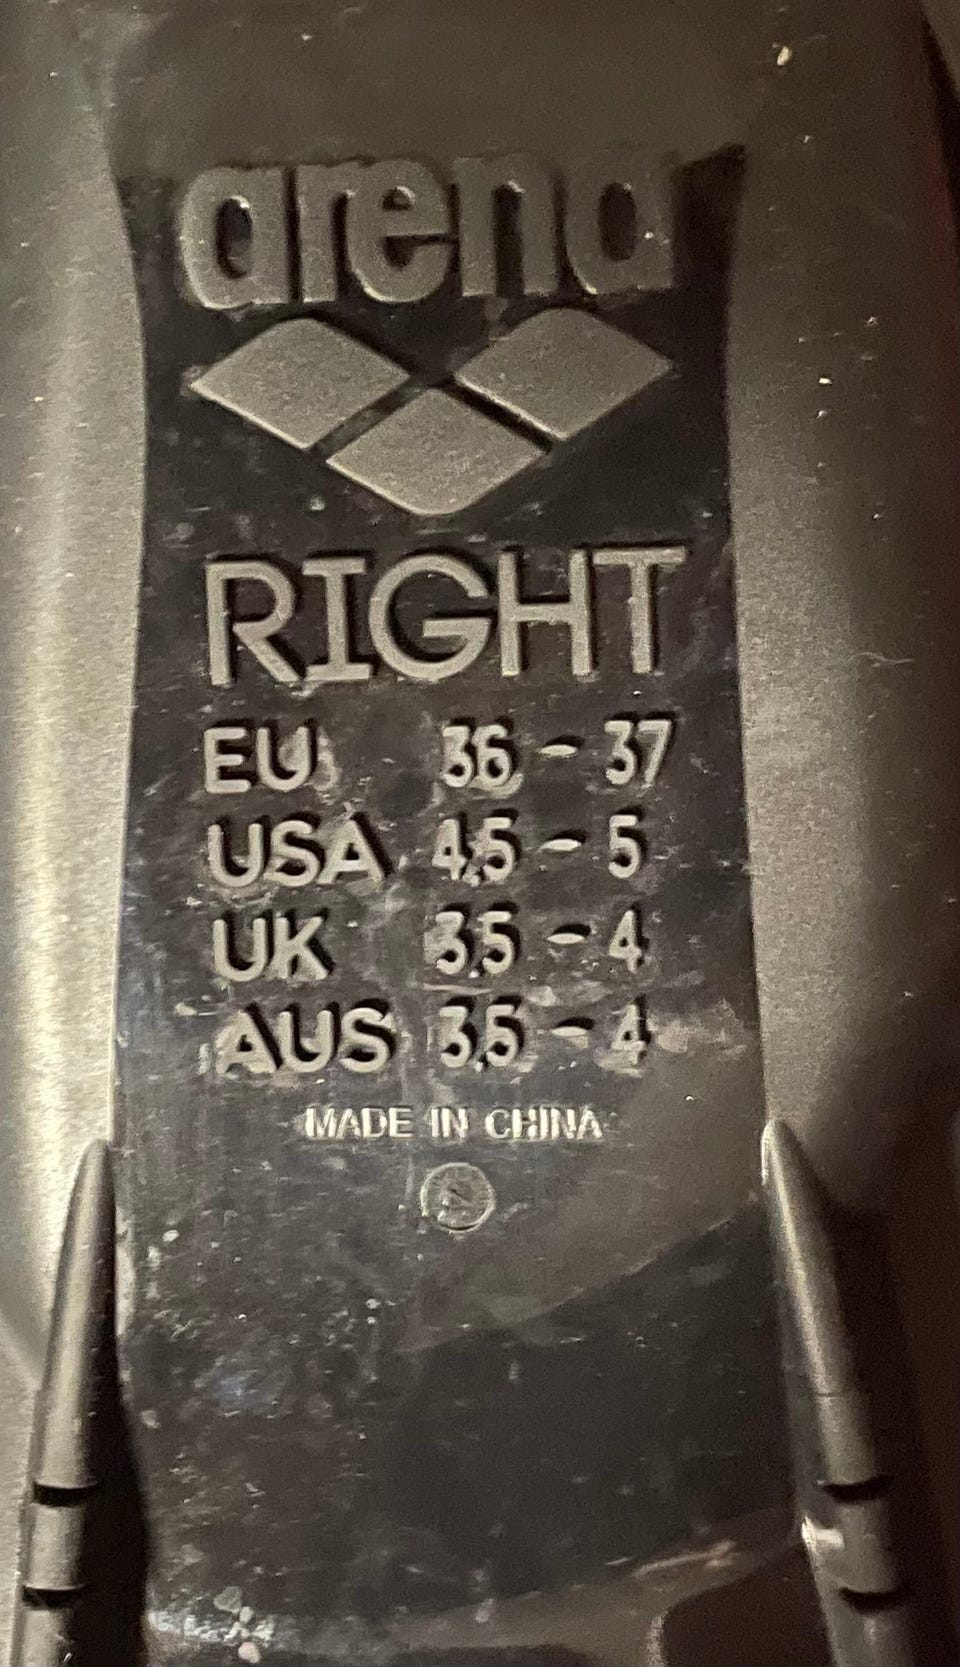 arena
RIGHT
EU 36 - 37
USA 4.5 - 5
UK 3.5 - 4
AUS 3.5 - 4
MADE IN CHINA